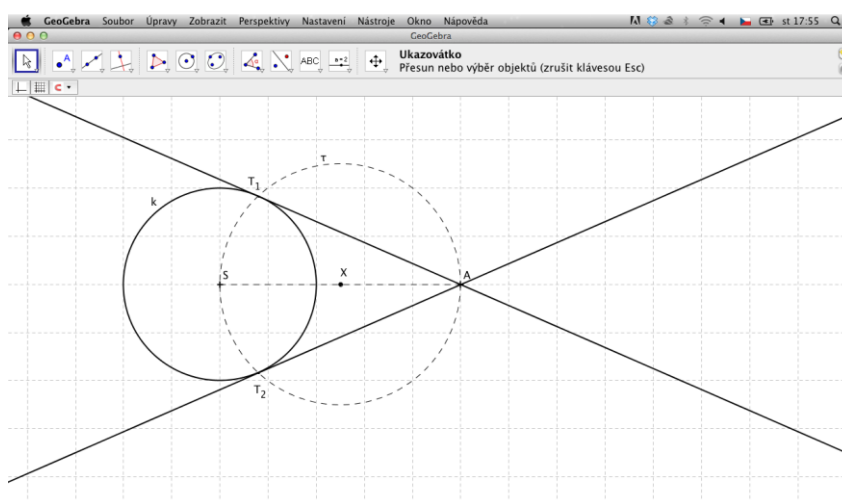 GeoGebra Soubor Úpravy Zobrazit Perspektivy Nastavení Nástroje Okno Nápověda st 17:55
GeoGebra
A
ABC
a=2
Ukazovátko
Přesun nebo výběr objektů (zrušit klávesou Esc)
τ
T1
k
S
X
A
T2